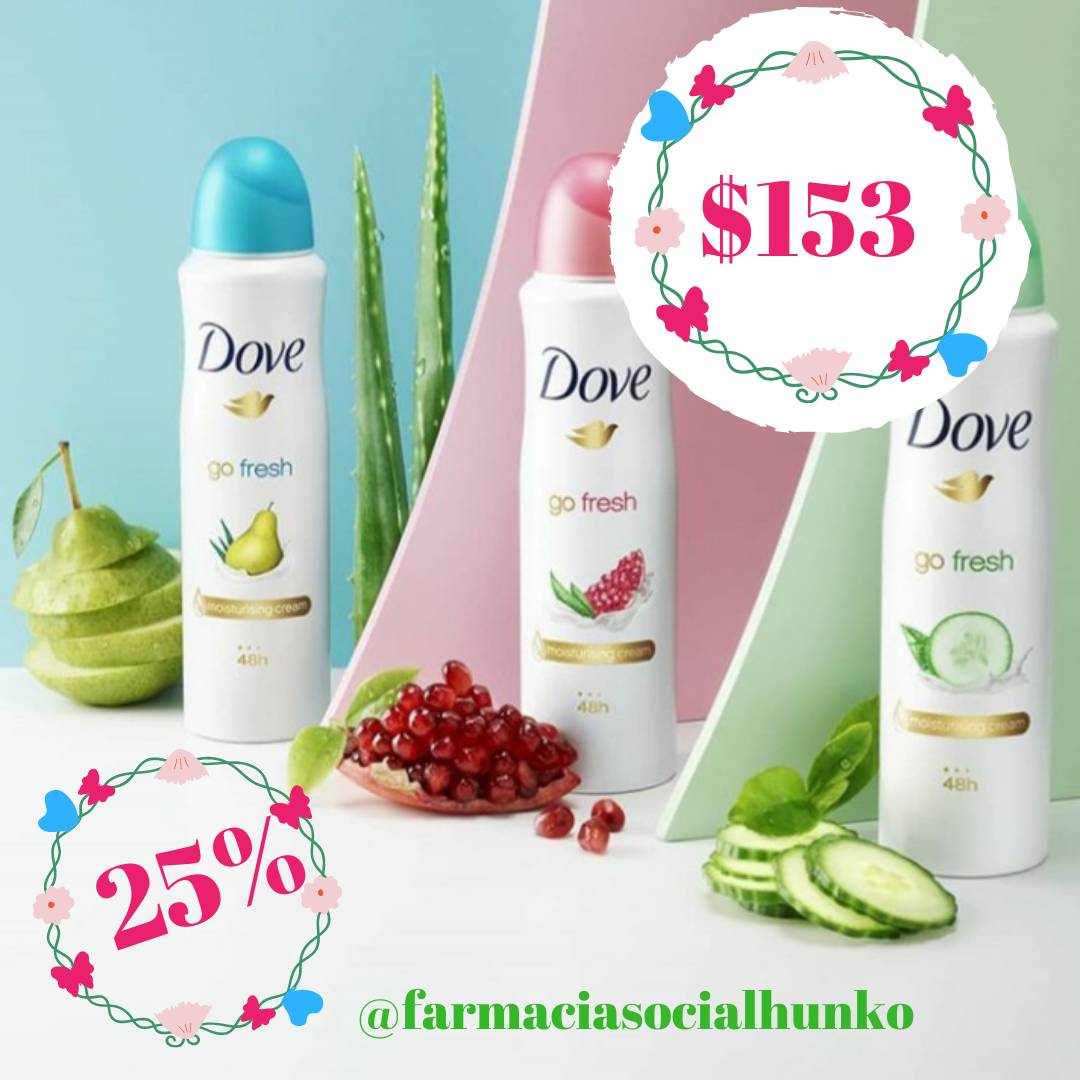 $153
Dove
go fresh
moisturising cream
48h
Dove
go fresh
moisturising cream
48h
Dove
go fresh
moisturising cream
48h
25%
@farmaciasocialhunko